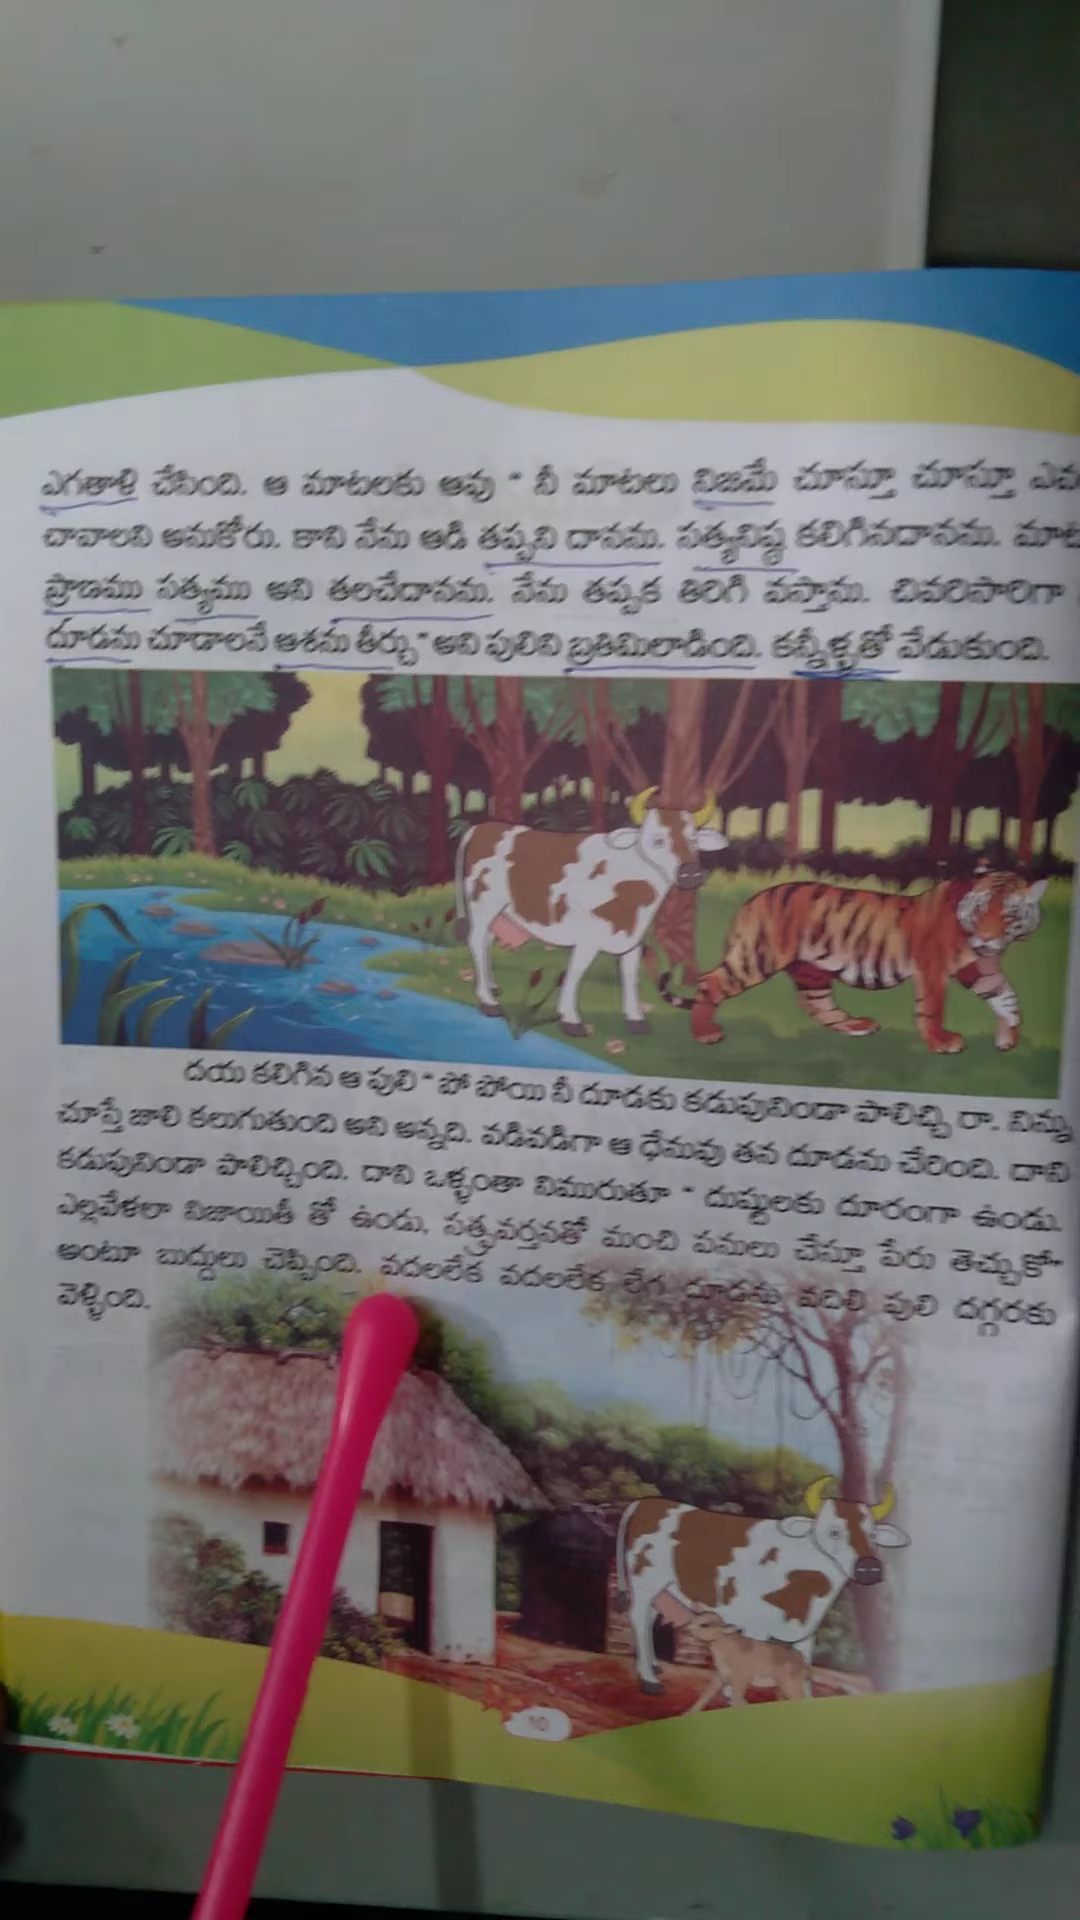 ఎగతాళి చేసింది. ఆ మాటలకు ఆవు " నీ మాటలు నిజమే చూస్తూ చూస్తూ ఎవ
చావాలని అనుకోరు. కాని నేను ఆడి తప్పని దానను. సత్యనిష్ఠ కలిగినదానను. మాట
ప్రాణము సత్యము అని తలచేదానను. నేను తప్పక తిరిగి వస్తాను. చివరిసారిగా
దూడను చూడాలనే ఆశను తీర్చు" అని పులిని బ్రతిమిలాడింది. కన్నీళ్ళతో వేడుకుంది.
దయ కలిగిన ఆ పులి " పో పోయి నీ దూడకు కడుపునిండా పాలిచ్చి రా. నిన్ను
చూస్తే జాలి కలుగుతుంది అని అన్నది. వడివడిగా ఆ ధేనువు తన దూడను చేరింది. దాని
కడుపునిండా పాలిచ్చింది. దాని ఒళ్ళంతా నిమురుతూ " దుష్టులకు దూరంగా ఉండు.
ఎల్లవేళలా నిజాయితీ తో ఉండు, సత్ప్రవర్తనతో మంచి పనులు చేస్తూ పేరు తెచ్చుకో"
అంటూ బుద్దులు చెప్పింది. వదలలేక వదలలేక లేగ దూడను వదిలి పులి దగ్గరకు
వెళ్ళింది.
10